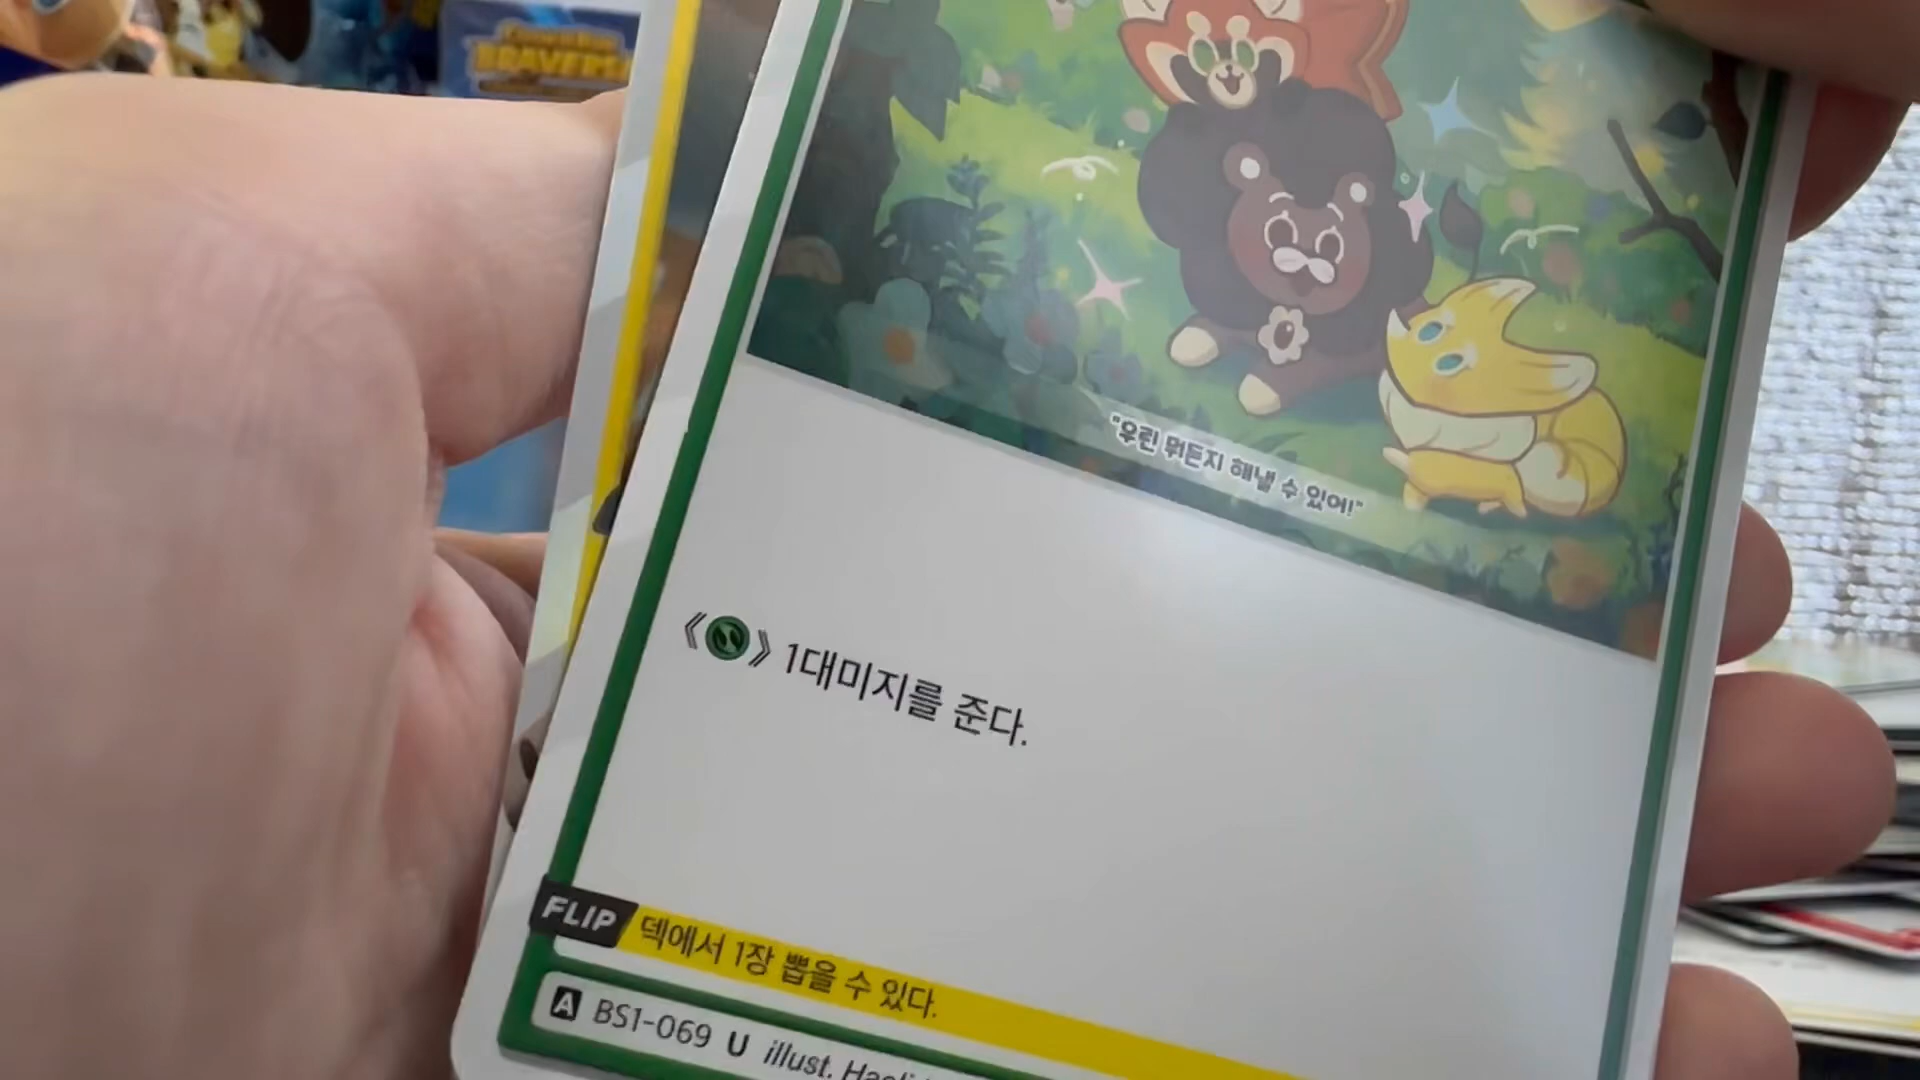 BRAVERSE
"우린 뭐든지 해낼 수 있어!"
《》 1대미지를 준다.
FLIP 덱에서 1장 뽑을 수 있다.
A BS1-069 U illust.